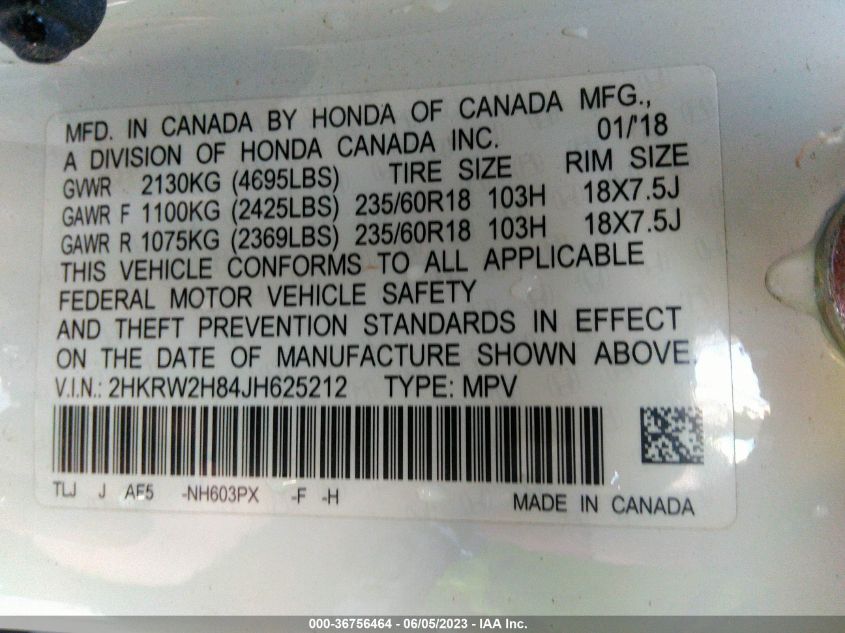 MFD. IN CANADA BY HONDA OF CANADA MFG.,
A DIVISION OF HONDA CANADA INC. 01/'18
GVWR 2130KG (4695LBS) TIRE SIZE RIM SIZE
GAWR F 1100KG (2425LBS) 235/60R18 103H 18X7.5J
GAWR R 1075KG (2369LBS) 235/60R18 103H 18X7.5J
THIS VEHICLE CONFORMS TO ALL APPLICABLE
FEDERAL MOTOR VEHICLE SAFETY
AND THEFT PREVENTION STANDARDS IN EFFECT
ON THE DATE OF MANUFACTURE SHOWN ABOVE.
V.I.N.: 2HKRW2H84JH625212 TYPE: MPV
TLJ J AF5 -NH603PX -F -H
MADE IN CANADA
000-36756464 - 06/05/2023 - IAA Inc.